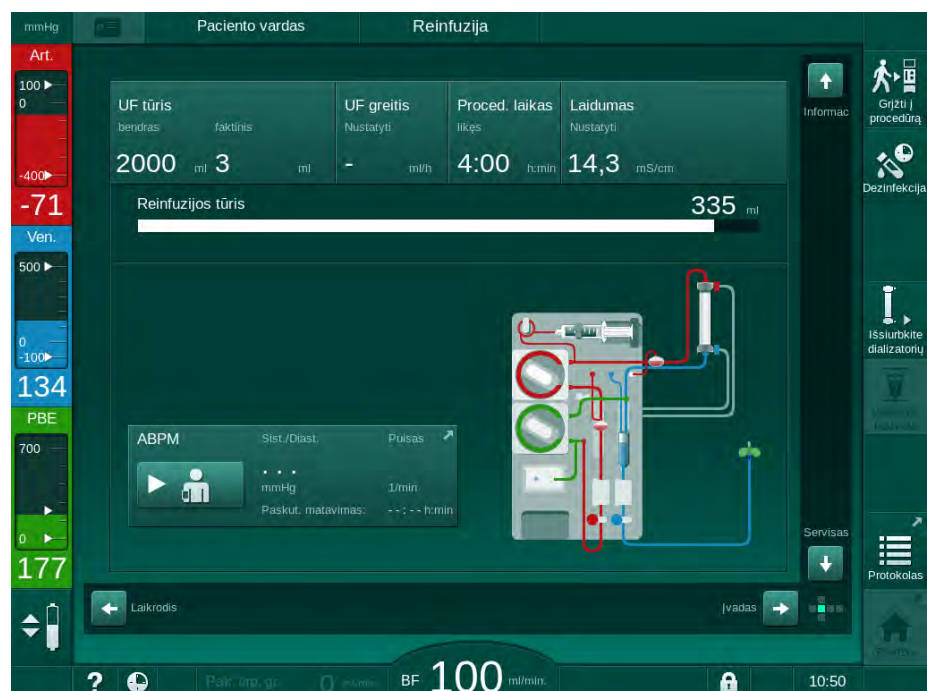 mmHg
Paciento vardas
Reinfuzija
Art.
100
0
-400
-71
Ven.
500
0
-100
134
PBE
700
0
177
UF tūris
bendras
faktinis
2000 ml 3 ml
UF greitis
Nustatyti
- ml/h
Proced. laikas
likęs
4:00 h:min
Laidumas
Nustatyti
14,3 mS/cm
Reinfuzijos tūris
335 ml
ABPM
Sist./Diast.
Pulsas
. . .
mmHg
1/min
Paskut. matavimas:
--:-- h:min
Informac
Servisas
Laikrodis
Įvadas
Grįžti į
procedūrą
Dezinfekcija
Išsiurbkite
dializatorių
Protokolas
?
BF 100 ml/min.
10:50